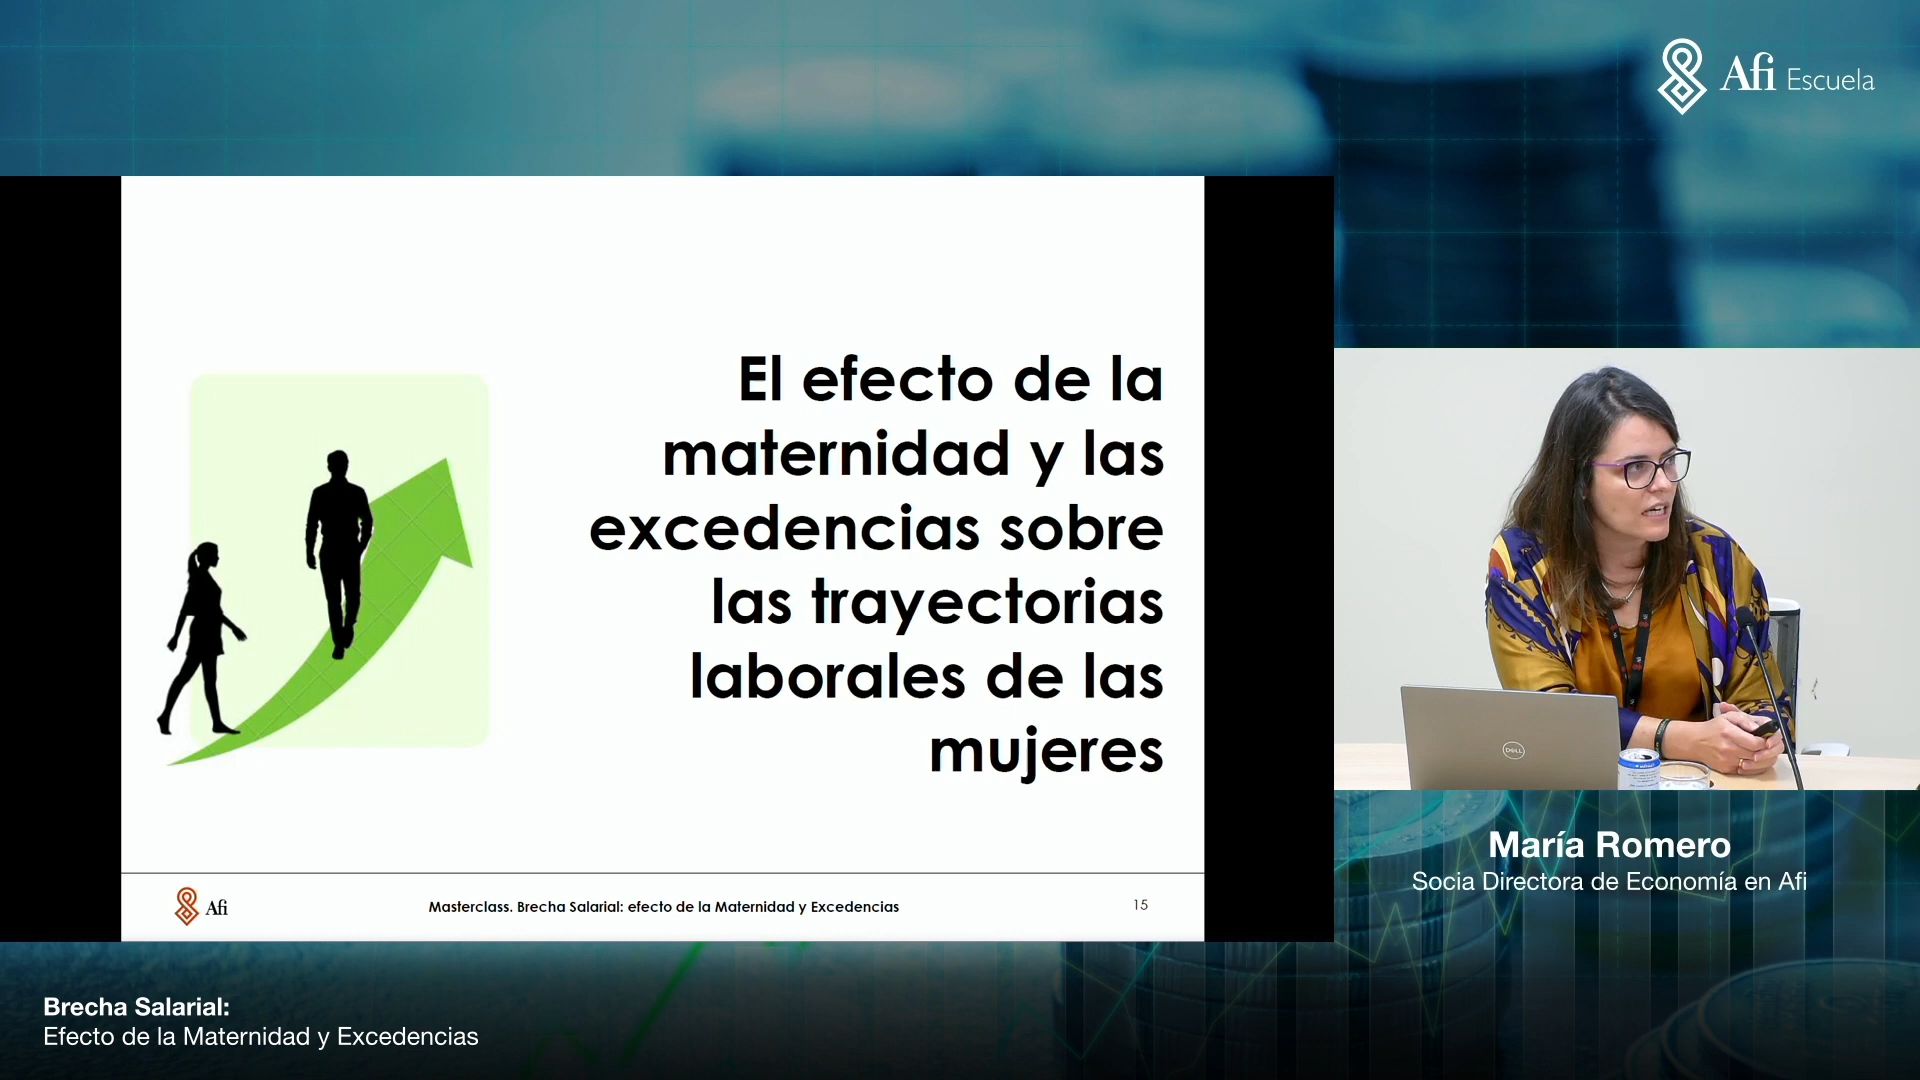 Afi Escuela
El efecto de la
maternidad y las
excedencias sobre
las trayectorias
laborales de las
mujeres
Afi
Masterclass. Brecha Salarial: efecto de la Maternidad y Excedencias
15
DELL
María Romero
Socia Directora de Economía en Afi
Brecha Salarial:
Efecto de la Maternidad y Excedencias